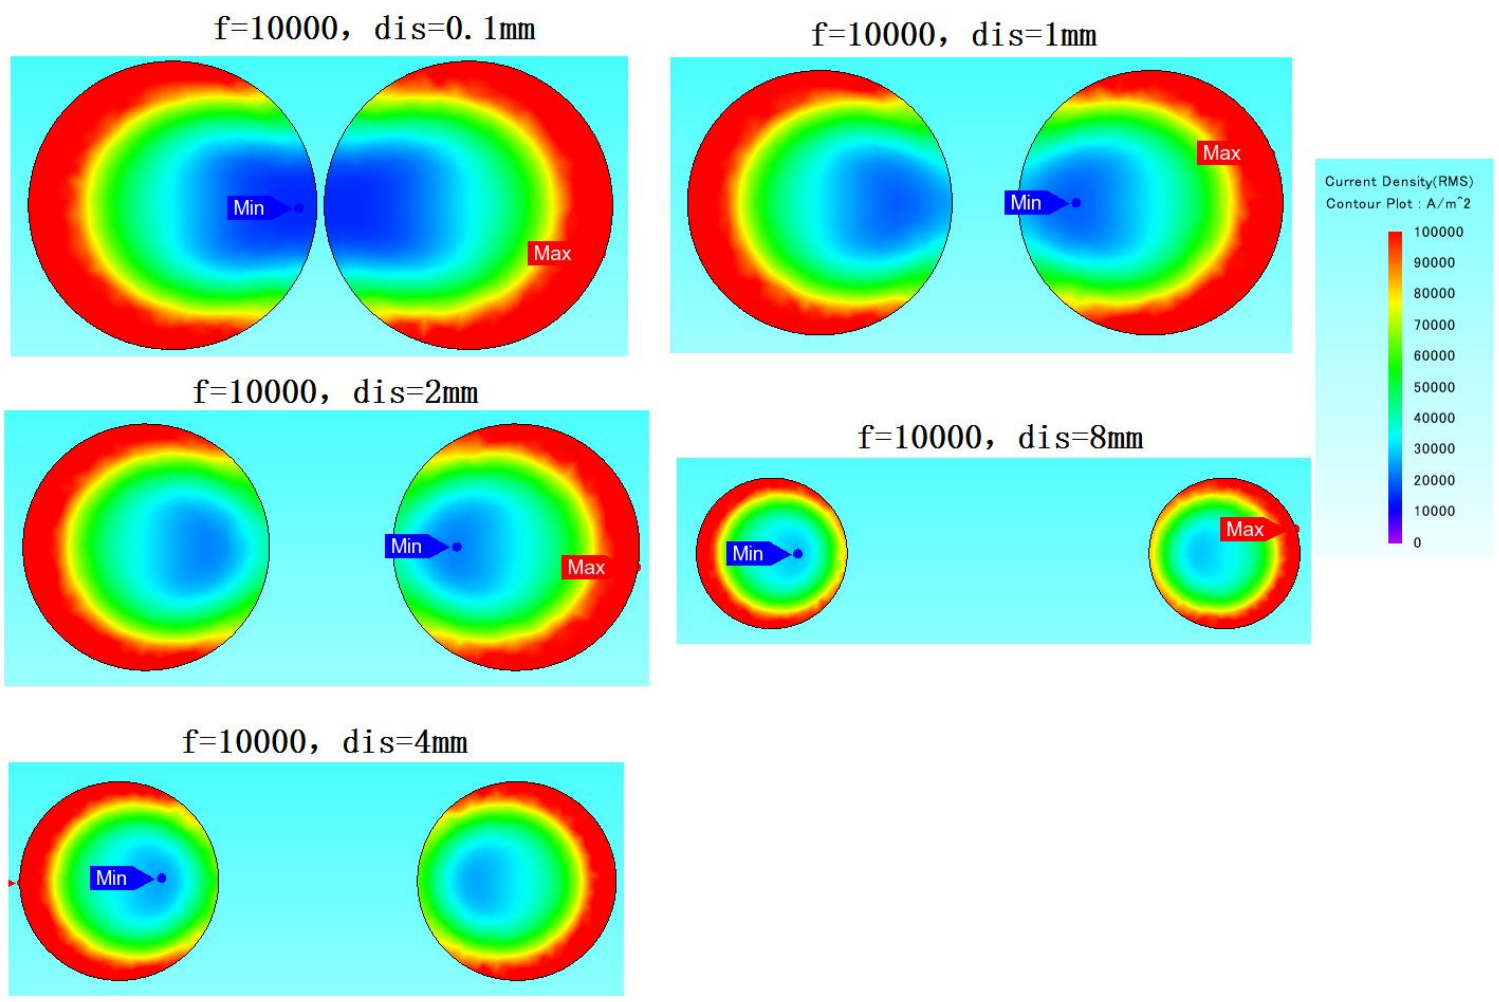 f=10000, dis=0.1mm
Min
Max
f=10000, dis=1mm
Max
Min
Current Density(RMS)
Contour Plot : A/m^2
100000
90000
80000
70000
60000
50000
40000
30000
20000
10000
0
f=10000, dis=2mm
Min
Max
f=10000, dis=8mm
Max
Min
f=10000, dis=4mm
Min